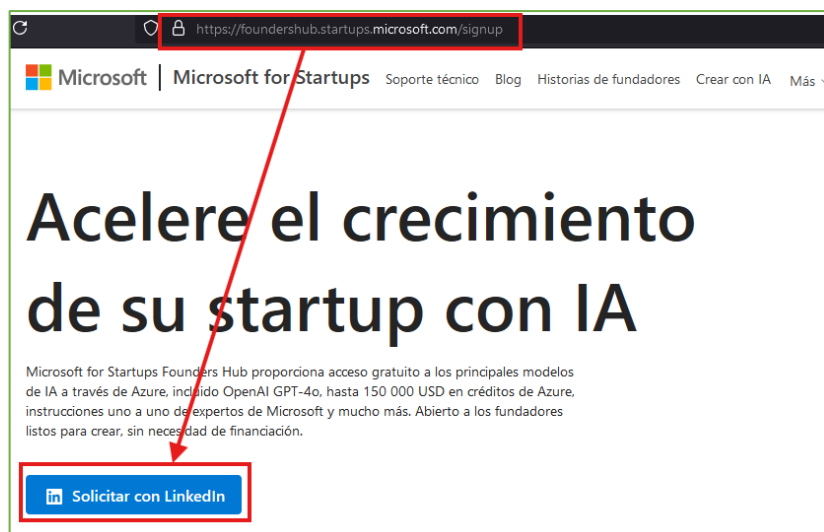 https://foundershub.startups.microsoft.com/signup
Microsoft | Microsoft for Startups Soporte técnico Blog Historias de fundadores Crear con IA Más
Acelere el crecimiento
de su startup con IA
Microsoft for Startups Founders Hub proporciona acceso gratuito a los principales modelos
de IA a través de Azure, incluido OpenAI GPT-4o, hasta 150 000 USD en créditos de Azure,
instrucciones uno a uno de expertos de Microsoft y mucho más. Abierto a los fundadores
listos para crear, sin necesidad de financiación.
in Solicitar con LinkedIn